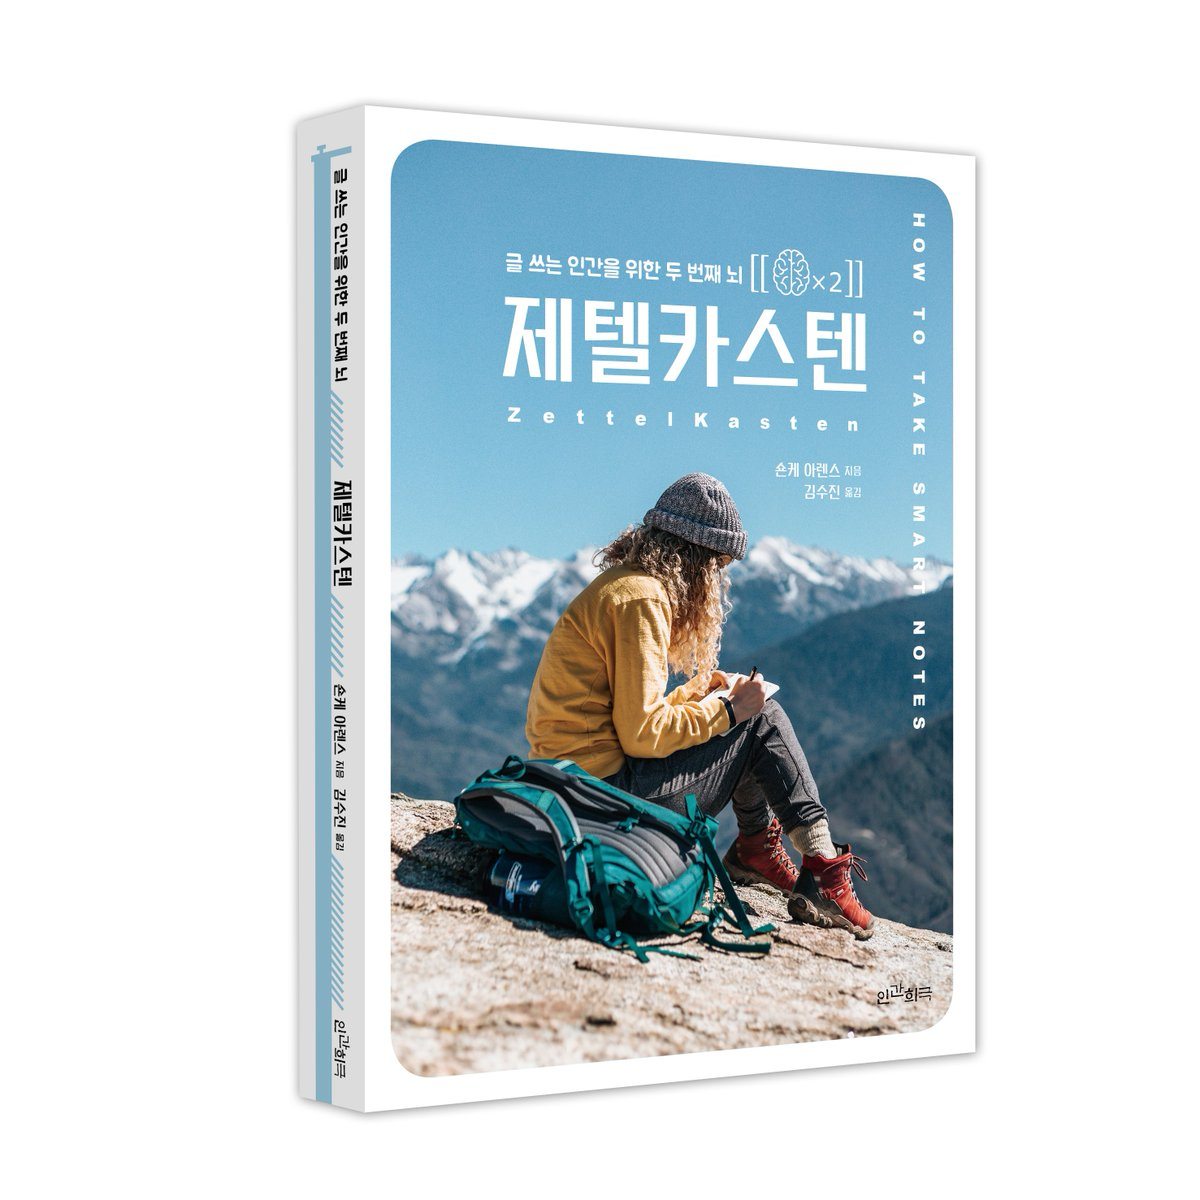 글 쓰는 인간을 위한 두 번째 뇌 [[×2]]
제텔카스텐
ZettelKasten
숀케 아렌스 지음
김수진 옮김
HOW TO TAKE SMART NOTES
인간희극
글 쓰는 인간을 위한 두 번째 뇌
제텔카스텐
숀케 아렌스 지음
김수진 옮김
인간희극